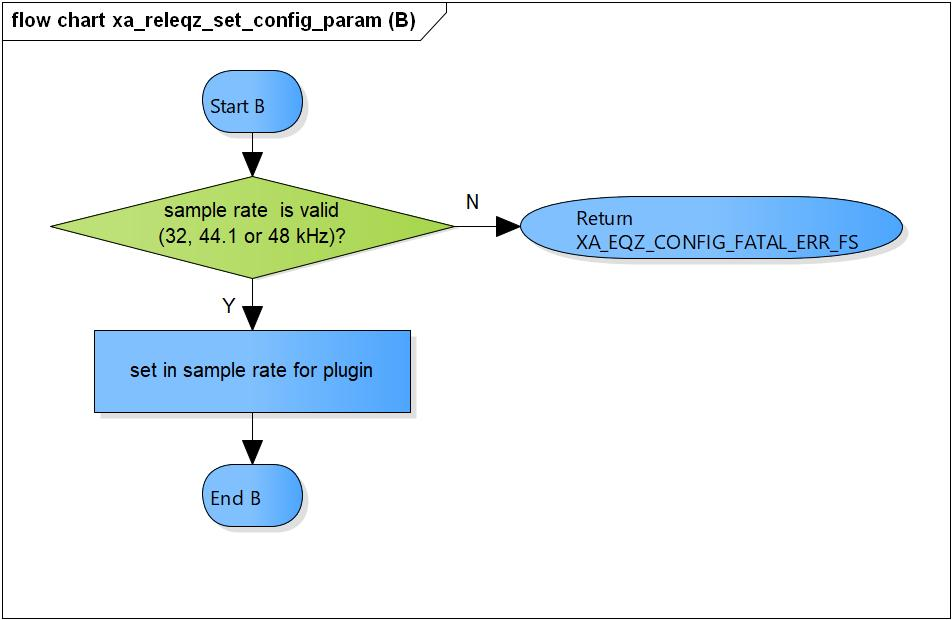 flow chart xa_releqz_set_config_param (B)
Start B
sample rate  is valid
(32, 44.1 or 48 kHz)?
N
Return
XA_EQZ_CONFIG_FATAL_ERR_FS
Y
set in sample rate for plugin
End B